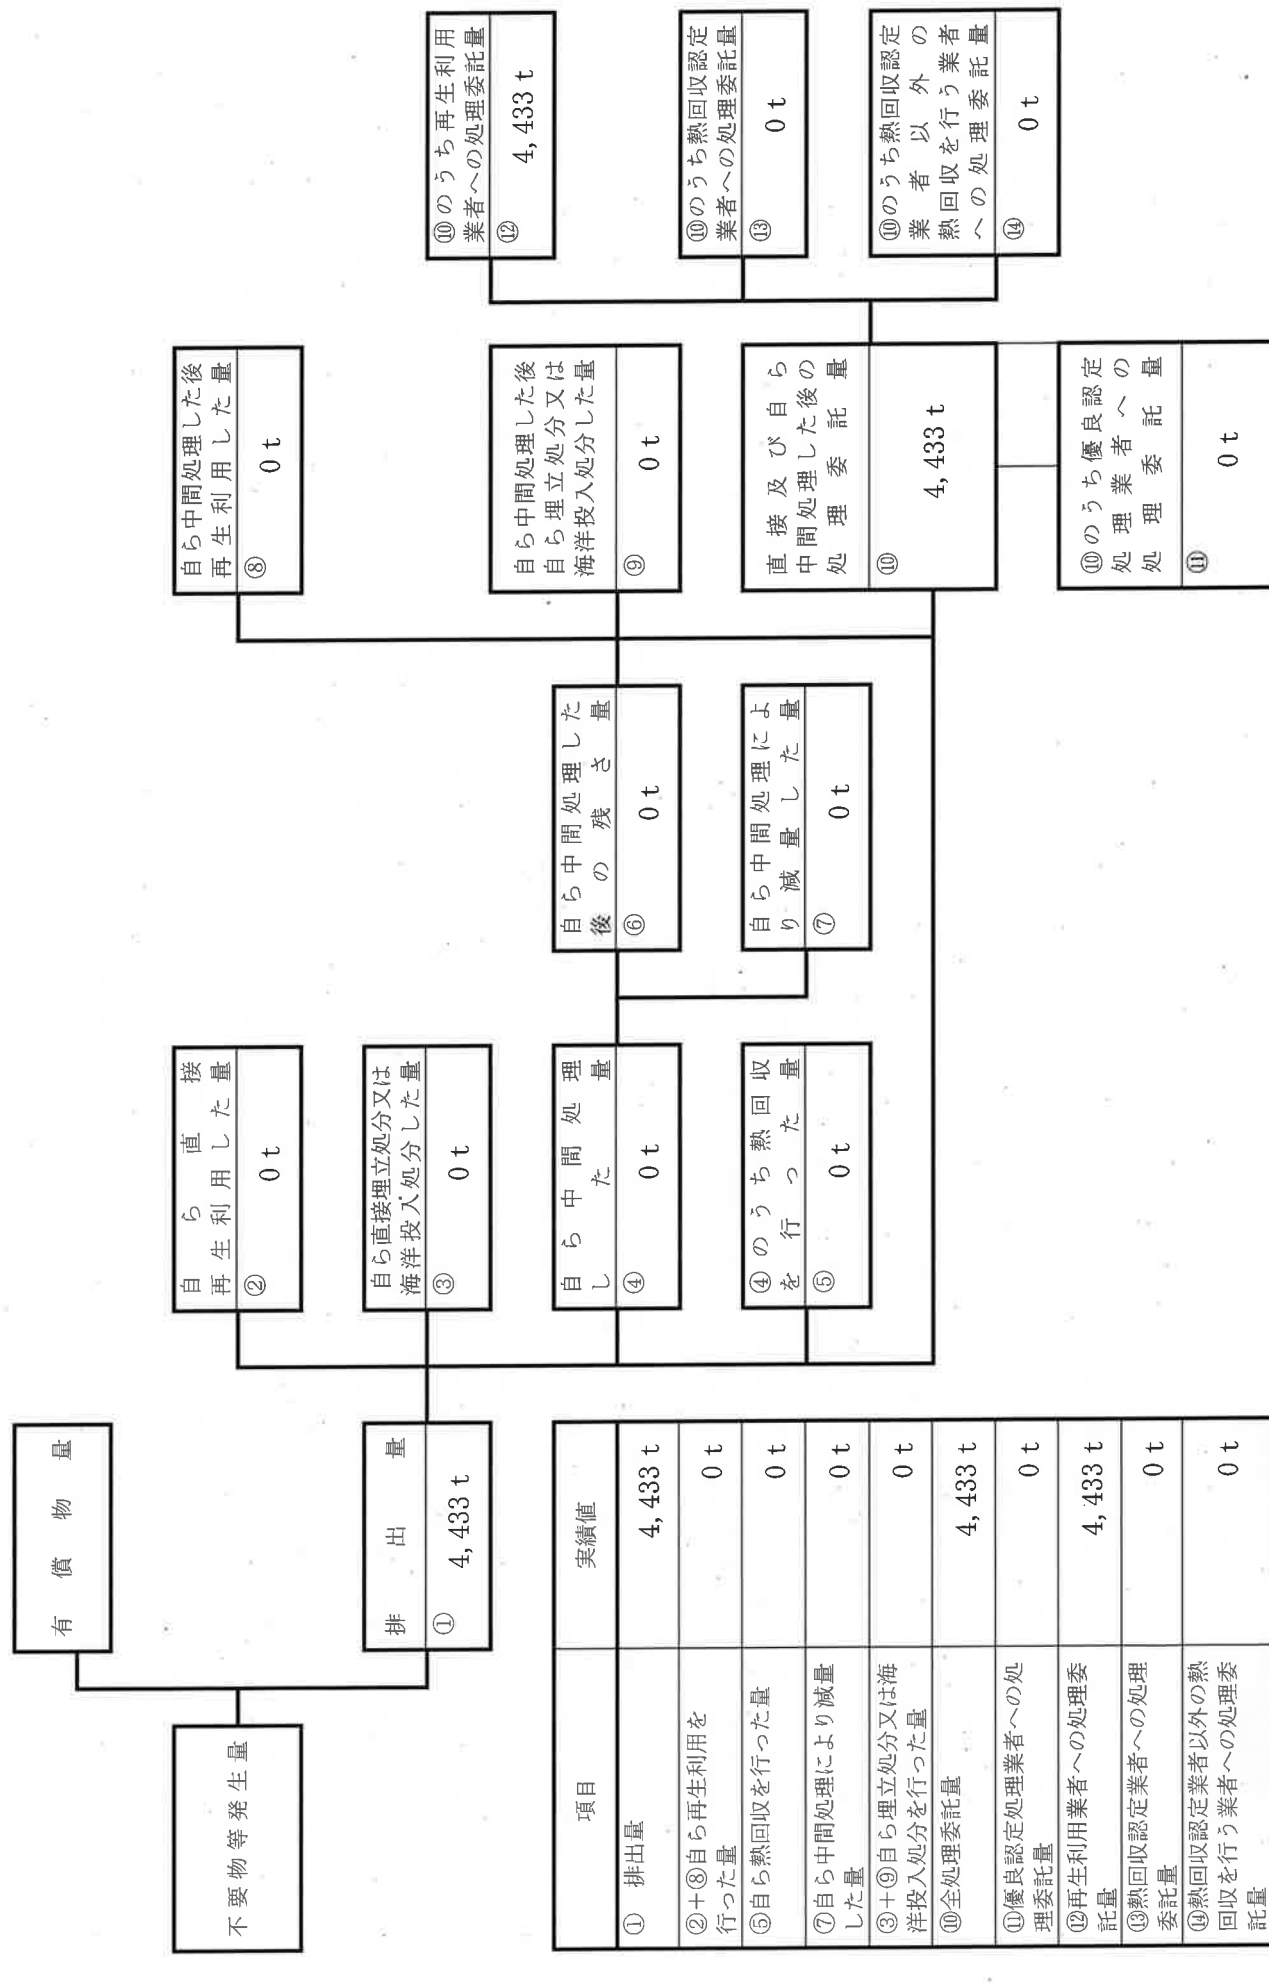 有償物量
不要物等発生量
排出量
①
4,433 t
自ら直接
再生利用した量
②
0 t
自ら直接埋立処分又は
海洋投入処分した量
③
0 t
自ら中間処理
した量
④
0 t
④のうち熱回収
を行った量
⑤
0 t
自ら中間処理した
後の残さ量
⑥
0 t
自ら中間処理によ
り減量した量
⑦
0 t
自ら中間処理した後
再生利用した量
⑧
0 t
自ら中間処理した後
自ら埋立処分又は
海洋投入処分した量
⑨
0 t
直接及び自ら
中間処理した後の
処理委託量
⑩
4,433 t
⑩のうち優良認定
処理業者への
処理委託量
⑪
0 t
⑩のうち再生利用
業者への処理委託量
⑫
4,433 t
⑩のうち熱回収認定
業者への処理委託量
⑬
0 t
⑩のうち熱回収認定
業者以外の
熱回収を行う業者
への処理委託量
⑭
0 t
項目 実績値
① 排出量 4,433 t
②+⑧自ら再生利用を
行った量 0 t
⑤自ら熱回収を行った量 0 t
⑦自ら中間処理により減量
した量 0 t
③+⑨自ら埋立処分又は海
洋投入処分を行った量 0 t
⑩全処理委託量 4,433 t
⑪優良認定処理業者への処
理委託量 0 t
⑫再生利用業者への処理委
託量 4,433 t
⑬熱回収認定業者への処理
委託量 0 t
⑭熱回収認定業者以外の熱
回収を行う業者への処理委
託量 0 t